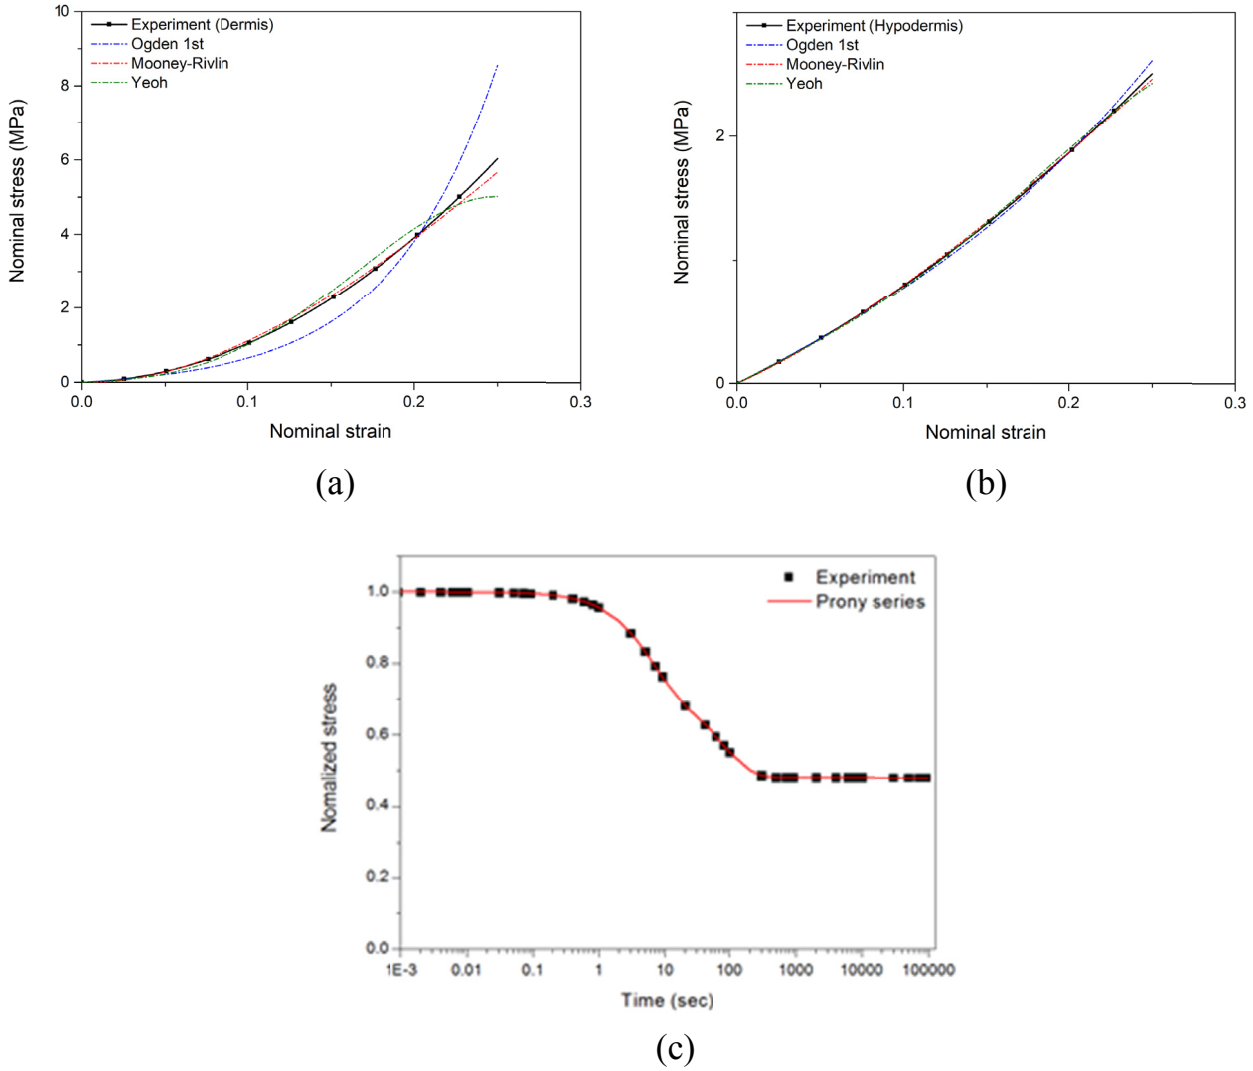 10
8
6
4
2
0
Nominal stress (MPa)
Experiment (Dermis)
Ogden 1st
Mooney-Rivlin
Yeoh
0.0
0.1
0.2
0.3
Nominal strain
(a)
2
0
Nominal stress (MPa)
Experiment (Hypodermis)
Ogden 1st
Mooney-Rivlin
Yeoh
0.0
0.1
0.2
0.3
Nominal strain
(b)
1.0
0.8
0.6
0.4
0.2
0.0
Nomalized stress
Experiment
Prony series
1E-3 0.01 0.1 1 10 100 1000 10000 100000
Time (sec)
(c)